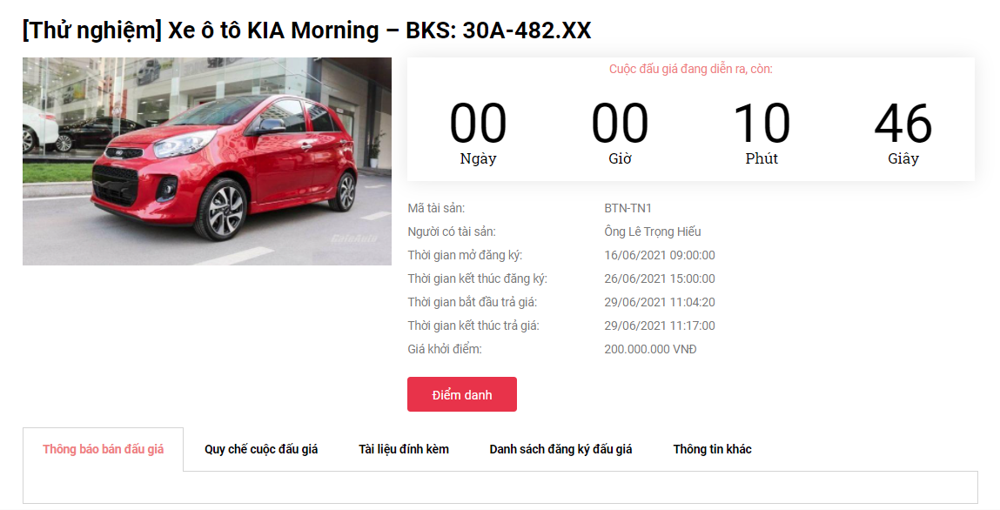 [Thử nghiệm] Xe ô tô KIA Morning – BKS: 30A-482.XX
Cuộc đấu giá đang diễn ra, còn:
00 00 10 46
Ngày Giờ Phút Giây
KIA
Mã tài sản: BTN-TN1
Người có tài sản: Ông Lê Trọng Hiếu
Thời gian mở đăng ký: 16/06/2021 09:00:00
Thời gian kết thúc đăng ký: 26/06/2021 15:00:00
Thời gian bắt đầu trả giá: 29/06/2021 11:04:20
Thời gian kết thúc trả giá: 29/06/2021 11:17:00
Giá khởi điểm: 200.000.000 VNĐ
Điểm danh
Thông báo bán đấu giá Quy chế cuộc đấu giá Tài liệu đính kèm Danh sách đăng ký đấu giá Thông tin khác